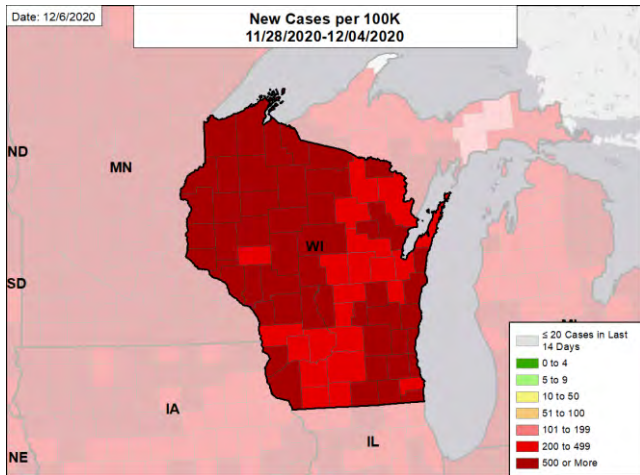 Date: 12/6/2020
New Cases per 100K
11/28/2020-12/04/2020
ND
MN
WI
SD
IA
NE
IL
≤ 20 Cases in Last
14 Days
0 to 4
5 to 9
10 to 50
51 to 100
101 to 199
200 to 499
500 or More